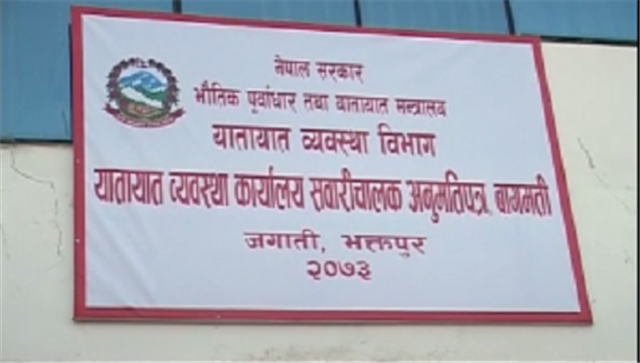 नेपाल सरकार
भौतिक पूर्वाधार तथा यातायात मन्त्रालय
यातायात व्यवस्था विभाग
यातायात व्यवस्था कार्यालय सवारीचालक अनुमतिपत्र, बागमती
जगाती, भक्तपुर
२०७३